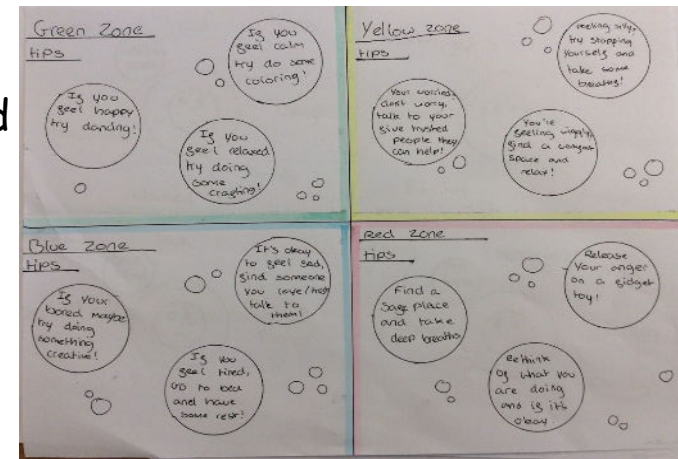 d
Green Zone
tips
If you
feel calm
try do some
coloring!
If you
feel happy
try dancing!
If you
feel relaxed
try doing
some
crafting!
Yellow zone
tips
feeling silly,
try stopping
yourself and
take some
breaths!
Your worried,
dont worry,
talk to your
five trusted
people they
can help!
You're
feeling wiggly,
find a
space and
relax!
Blue Zone
tips
It's okay
to feel sad,
find someone
you love/trust
talk to
them!
If your
bored maybe
try doing
something
creative!
If you
feel tired,
go to bed
and have
some rest!
Red Zone
tips
Release
your anger
on a fidget
toy!
Find a
safe place
and take
deep breaths
Rethink
of what you
are doing
and if it's
okay.